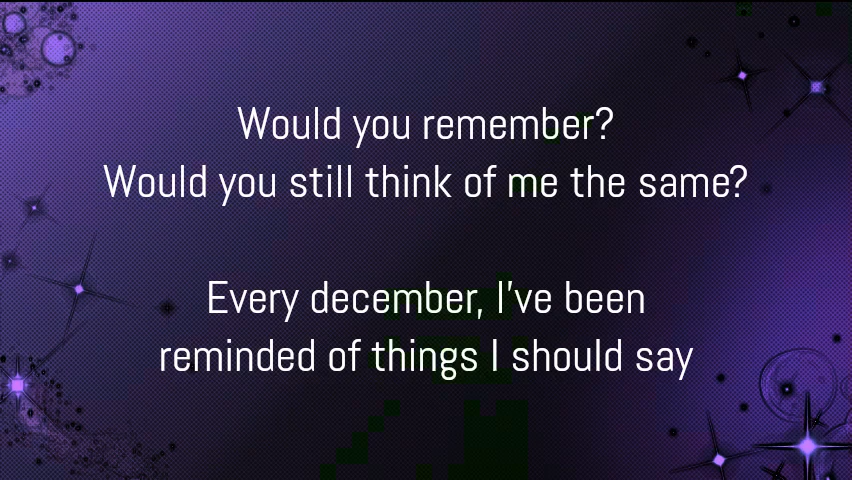 Would you remember?
Would you still think of me the same?
Every december, I've been
reminded of things I should say